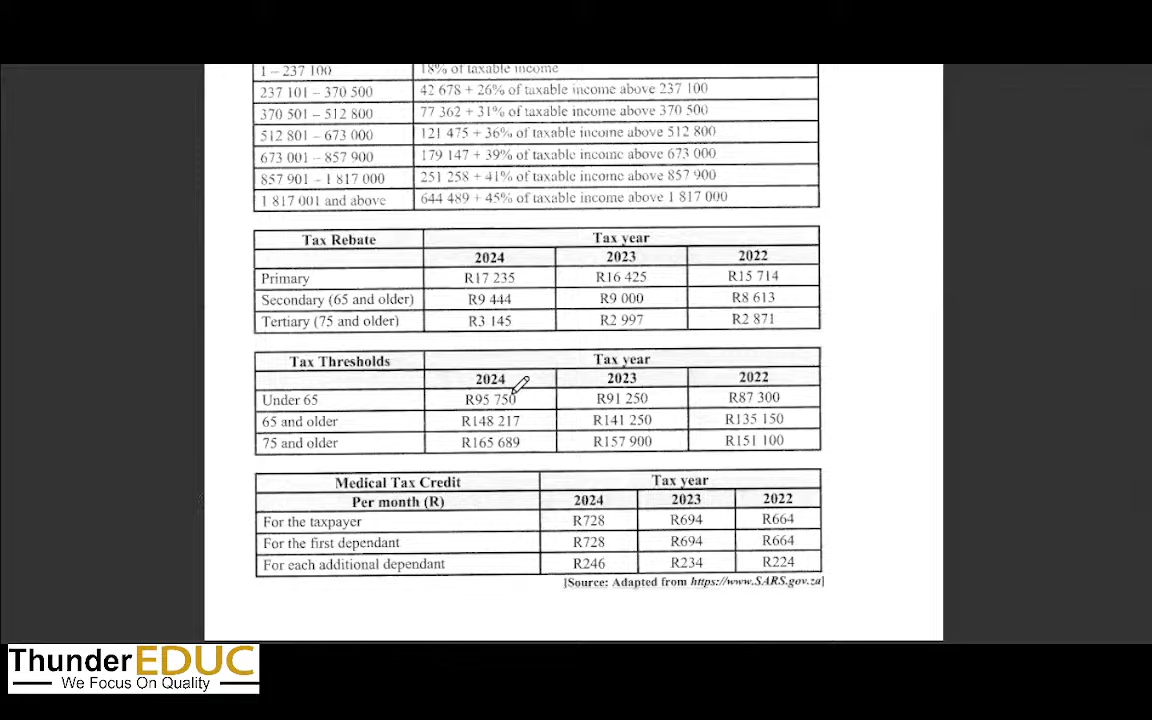 1 – 237 100 18% of taxable income
237 101 – 370 500 42 678 + 26% of taxable income above 237 100
370 501 – 512 800 77 362 + 31% of taxable income above 370 500
512 801 – 673 000 121 475 + 36% of taxable income above 512 800
673 001 – 857 900 179 147 + 39% of taxable income above 673 000
857 901 – 1 817 000 251 258 + 41% of taxable income above 857 900
1 817 001 and above 644 489 + 45% of taxable income above 1 817 000
Tax Rebate Tax year
2024 2023 2022
Primary R17 235 R16 425 R15 714
Secondary (65 and older) R9 444 R9 000 R8 613
Tertiary (75 and older) R3 145 R2 997 R2 871
Tax Thresholds Tax year
2024 2023 2022
Under 65 R95 750 R91 250 R87 300
65 and older R148 217 R141 250 R135 150
75 and older R165 689 R157 900 R151 100
Medical Tax Credit Tax year
Per month (R) 2024 2023 2022
For the taxpayer R728 R694 R664
For the first dependant R728 R694 R664
For each additional dependant R246 R234 R224
[Source: Adapted from https://www.SARS.gov.za]
ThunderEDUC
We Focus On Quality